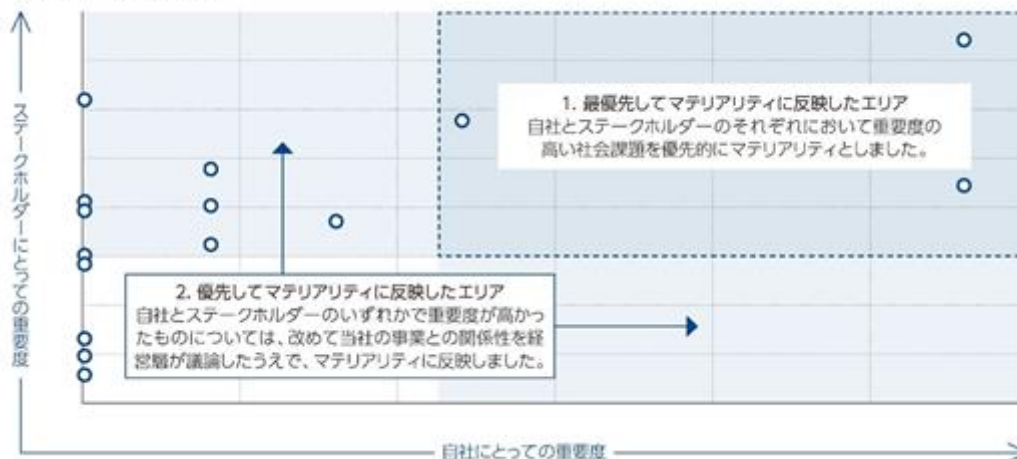 ステークホルダーにとっての重要度
1. 最優先してマテリアリティに反映したエリア
自社とステークホルダーのそれぞれにおいて重要度の
高い社会課題を優先的にマテリアリティとしました。
2. 優先してマテリアリティに反映したエリア
自社とステークホルダーのいずれかで重要度が高かっ
たものについては、改めて当社の事業との関係性を経
営層が議論したうえで、マテリアリティに反映しました。
自社にとっての重要度